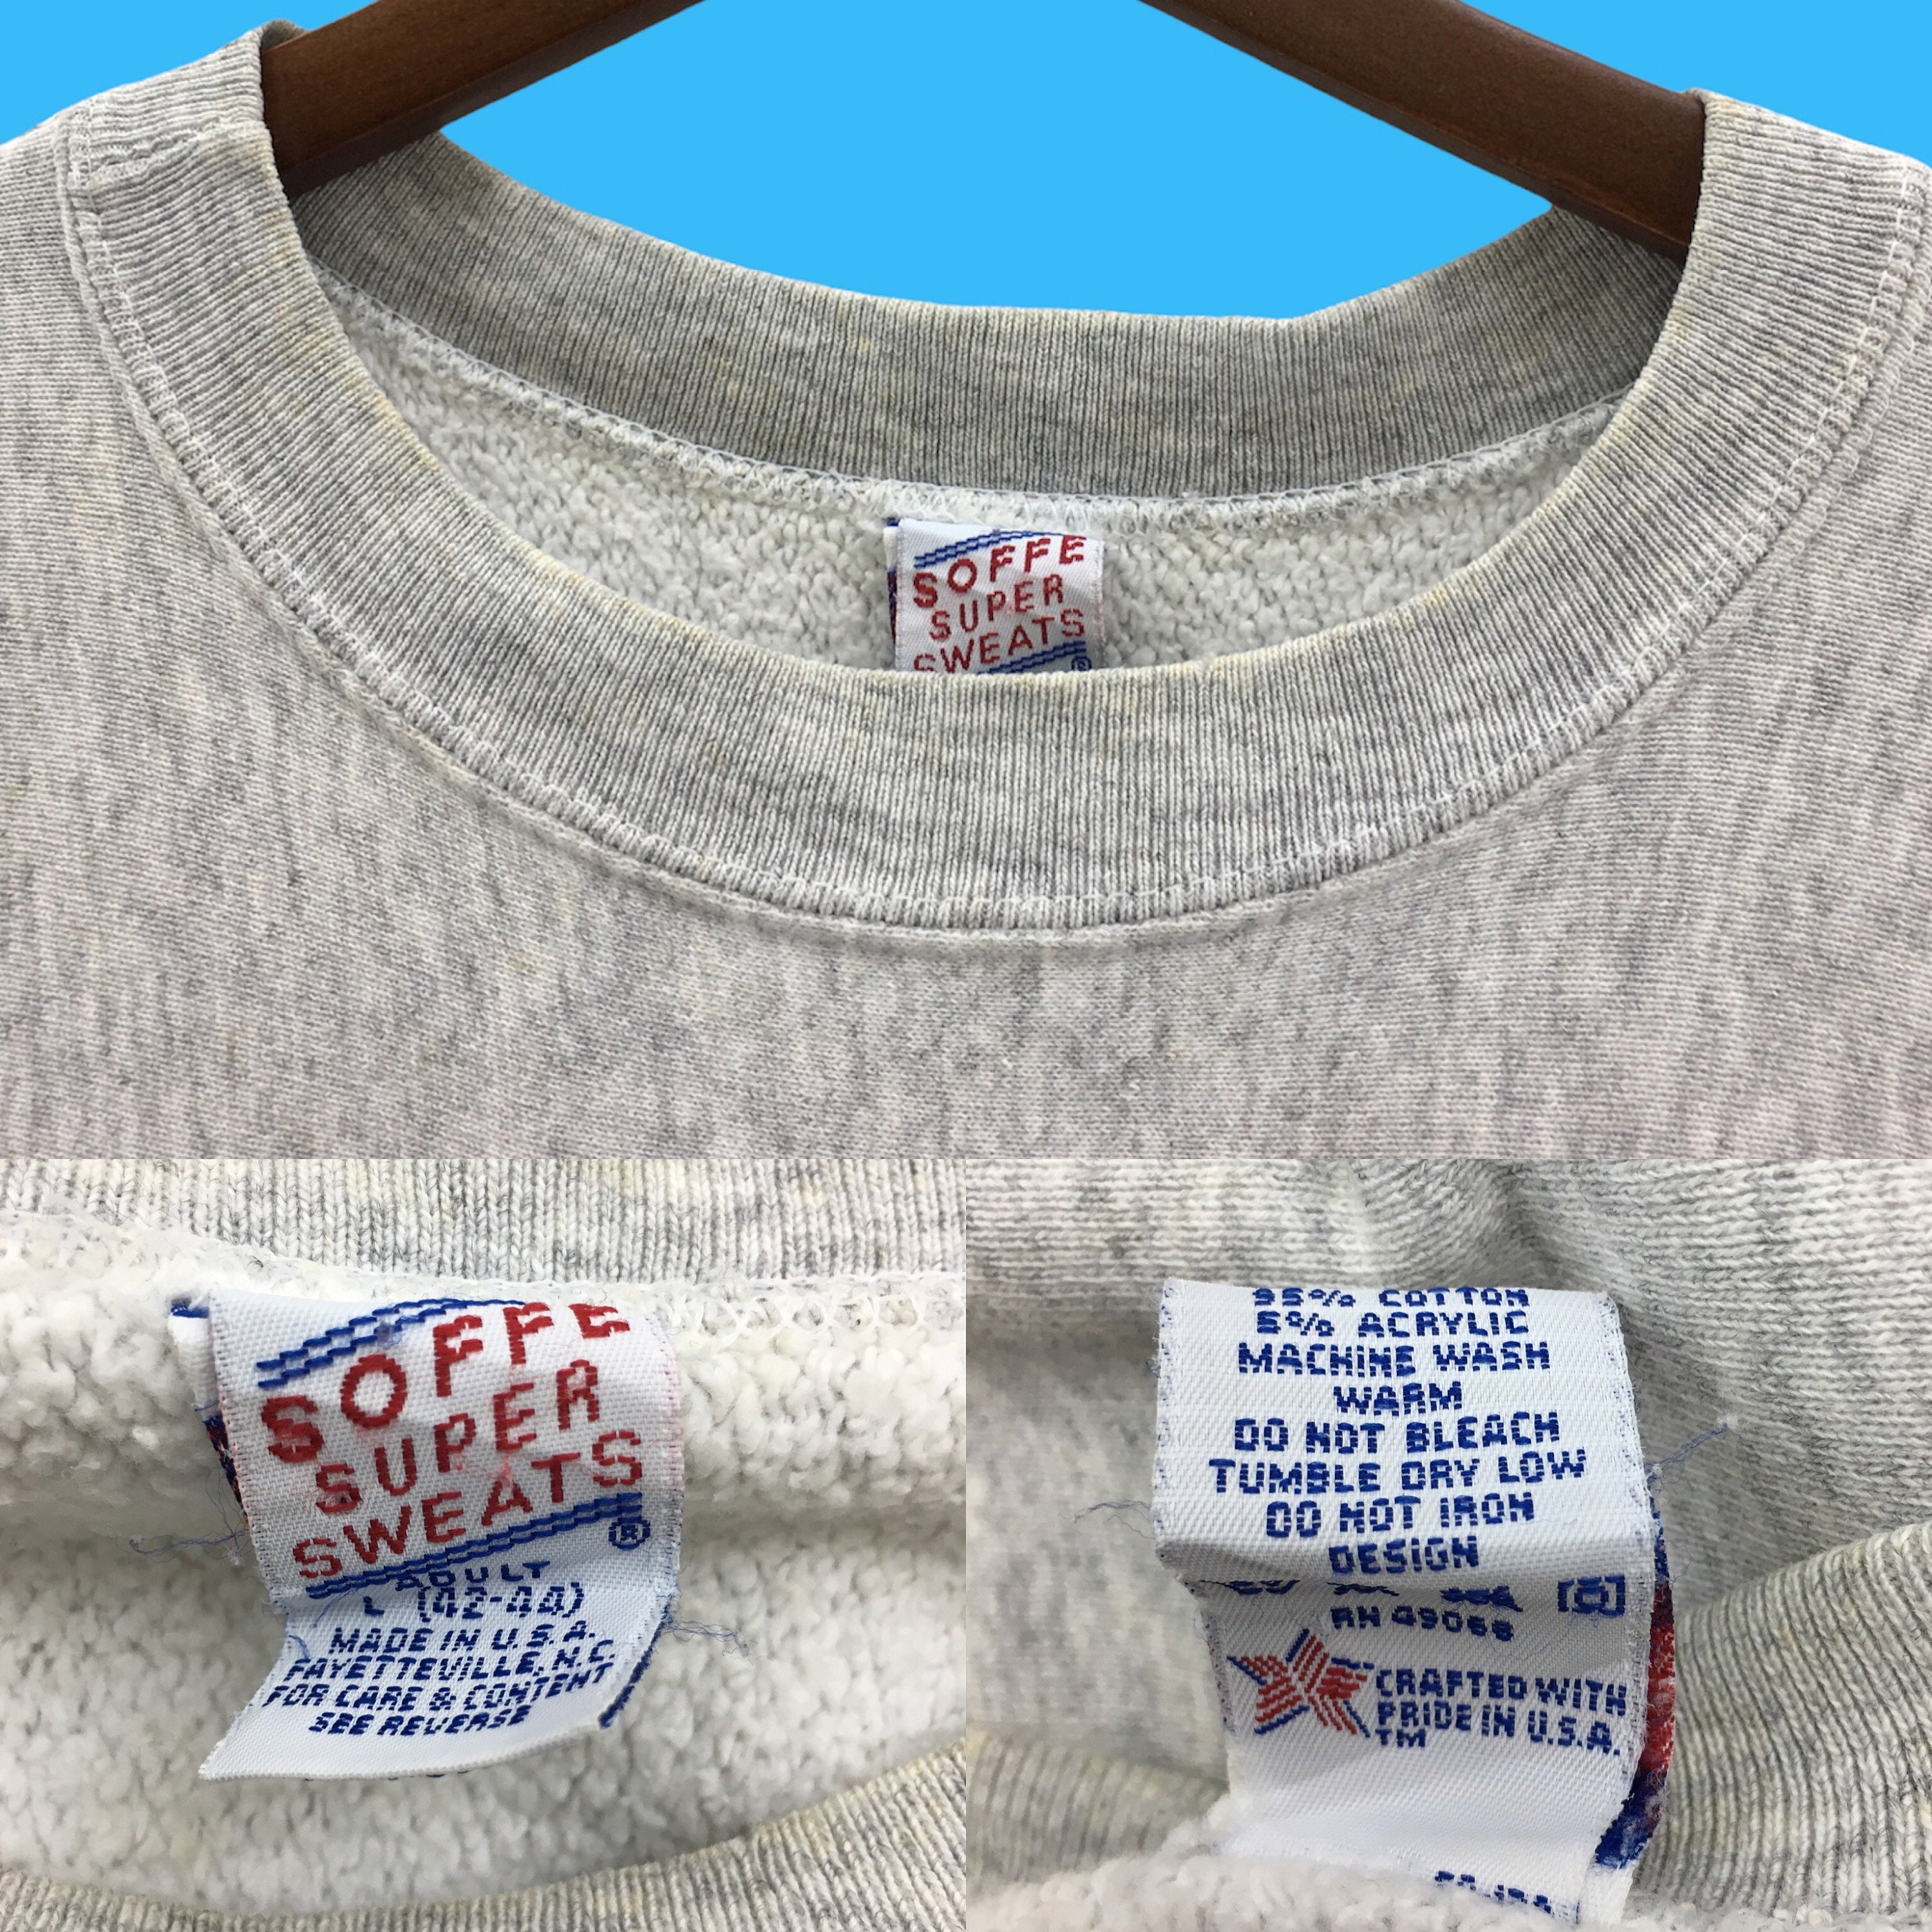 SOFFE
SUPER
SWEATS
®
SOFFE
SUPER
SWEATS
®
ADULT
L (42-44)
MADE IN U.S.A.
FAYETTEVILLE, N.C.
FOR CARE & CONTENT
SEE REVERSE
95% COTTON
5% ACRYLIC
MACHINE WASH
WARM
DO NOT BLEACH
TUMBLE DRY LOW
DO NOT IRON
DESIGN
RN 49068
CRAFTED WITH
PRIDE IN U.S.A.
TM